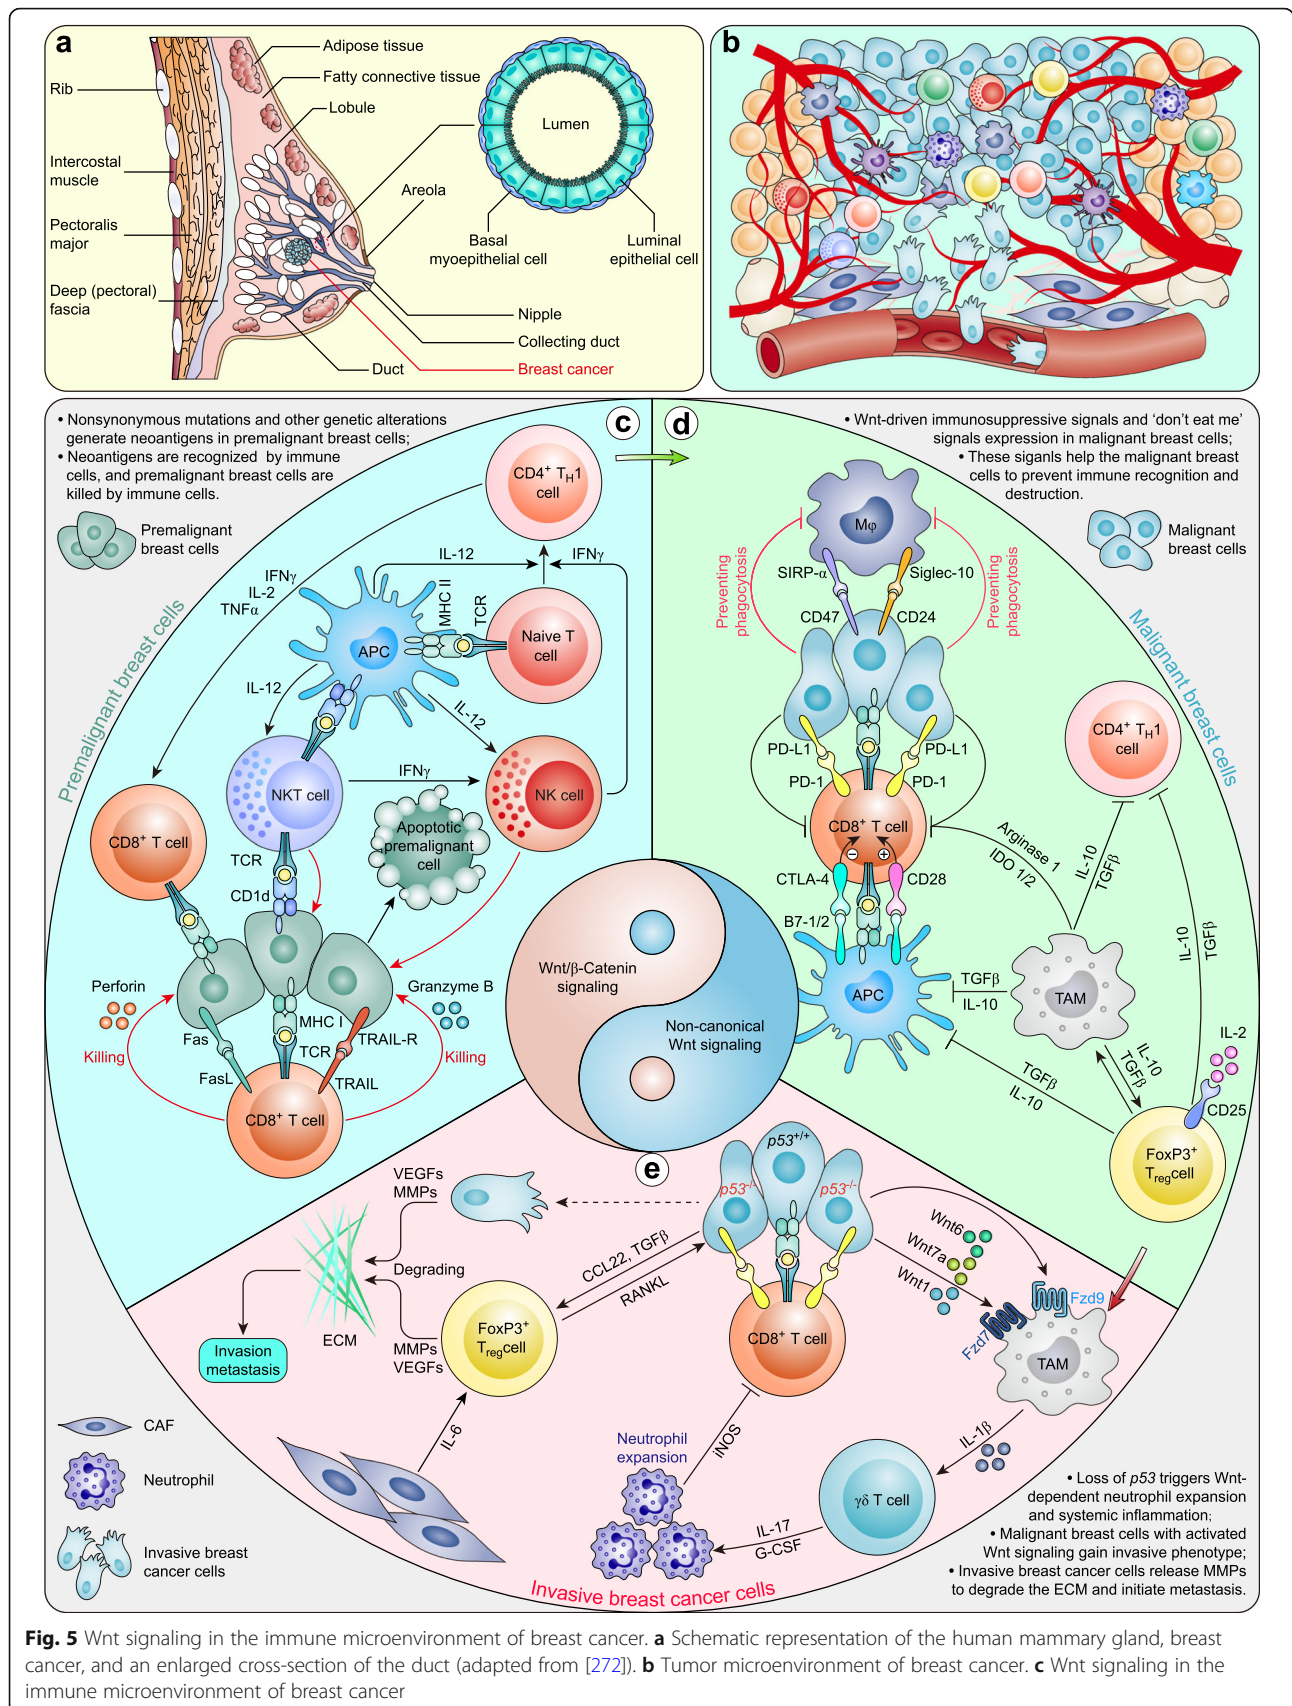 a
Adipose tissue
Fatty connective tissue
Rib
Lobule
Lumen
Intercostal
muscle
Areola
Pectoralis
major
Basal
myoepithelial cell
Luminal
epithelial cell
Deep (pectoral)
fascia
Nipple
Collecting duct
Duct
Breast cancer
b
• Nonsynonymous mutations and other genetic alterations
generate neoantigens in premalignant breast cells;
• Neoantigens are recognized by immune
cells, and premalignant breast cells are
killed by immune cells.
Premalignant
breast cells
c
Premalignant breast cells
CD4⁺ T_H1
cell
IL-12
IFNγ
IFNγ
IL-2
TNFα
MHC II
TCR
APC
Naive T
cell
IL-12
IL-12
NKT cell
IFNγ
NK cell
CD8⁺ T cell
Apoptotic
premalignant
cell
TCR
CD1d
Perforin
Granzyme B
Fas
MHC I
TRAIL-R
Killing
TCR
Killing
FasL
TRAIL
CD8⁺ T cell
d
• Wnt-driven immunosuppressive signals and ‘don’t eat me’
signals expression in malignant breast cells;
• These siganls help the malignant breast
cells to prevent immune recognition and
destruction.
Malignant
breast cells
Malignant breast cells
Mφ
SIRP-α
Siglec-10
Preventing
phagocytosis
Preventing
phagocytosis
CD47
CD24
PD-L1
PD-L1
PD-1
PD-1
CD4⁺ T_H1
cell
CD8⁺ T cell
Arginase 1
IDO 1/2
IL-10
TGFβ
−
+
CTLA-4
CD28
B7-1/2
IL-10
TGFβ
APC
TGFβ
IL-10
TAM
IL-2
IL-10
TGFβ
TGFβ
IL-10
CD25
FoxP3⁺
T_reg cell
Wnt/β-Catenin
signaling
Non-canonical
Wnt signaling
e
p53⁺/⁺
p53⁻/⁻
p53⁻/⁻
VEGFs
MMPs
Wnt6
Wnt7a
Wnt1
CCL22, TGFβ
RANKL
Degrading
Fzd9
Fzd7
ECM
FoxP3⁺
T_reg cell
CD8⁺ T cell
TAM
Invasion
metastasis
MMPs
VEGFs
CAF
IL-6
Neutrophil
expansion
iNOS
IL-1β
Neutrophil
γδ T cell
IL-17
G-CSF
Invasive breast
cancer cells
Invasive breast cancer cells
• Loss of p53 triggers Wnt-
dependent neutrophil expansion
and systemic inflammation;
• Malignant breast cells with activated
Wnt signaling gain invasive phenotype;
• Invasive breast cancer cells release MMPs
to degrade the ECM and initiate metastasis.
Fig. 5 Wnt signaling in the immune microenvironment of breast cancer. a Schematic representation of the human mammary gland, breast
cancer, and an enlarged cross-section of the duct (adapted from [272]). b Tumor microenvironment of breast cancer. c Wnt signaling in the
immune microenvironment of breast cancer